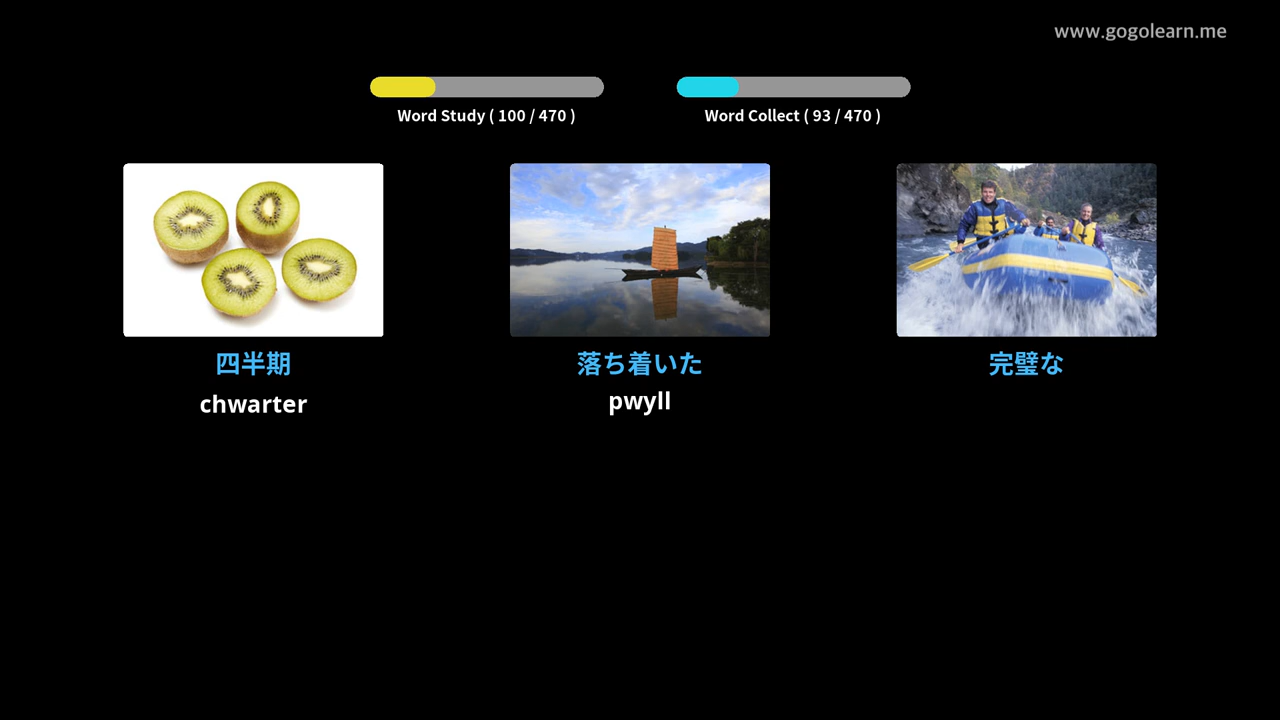 www.gogolearn.me
Word Study ( 100 / 470 )
Word Collect ( 93 / 470 )
四半期
落ち着いた
完璧な
chwarter
pwyll